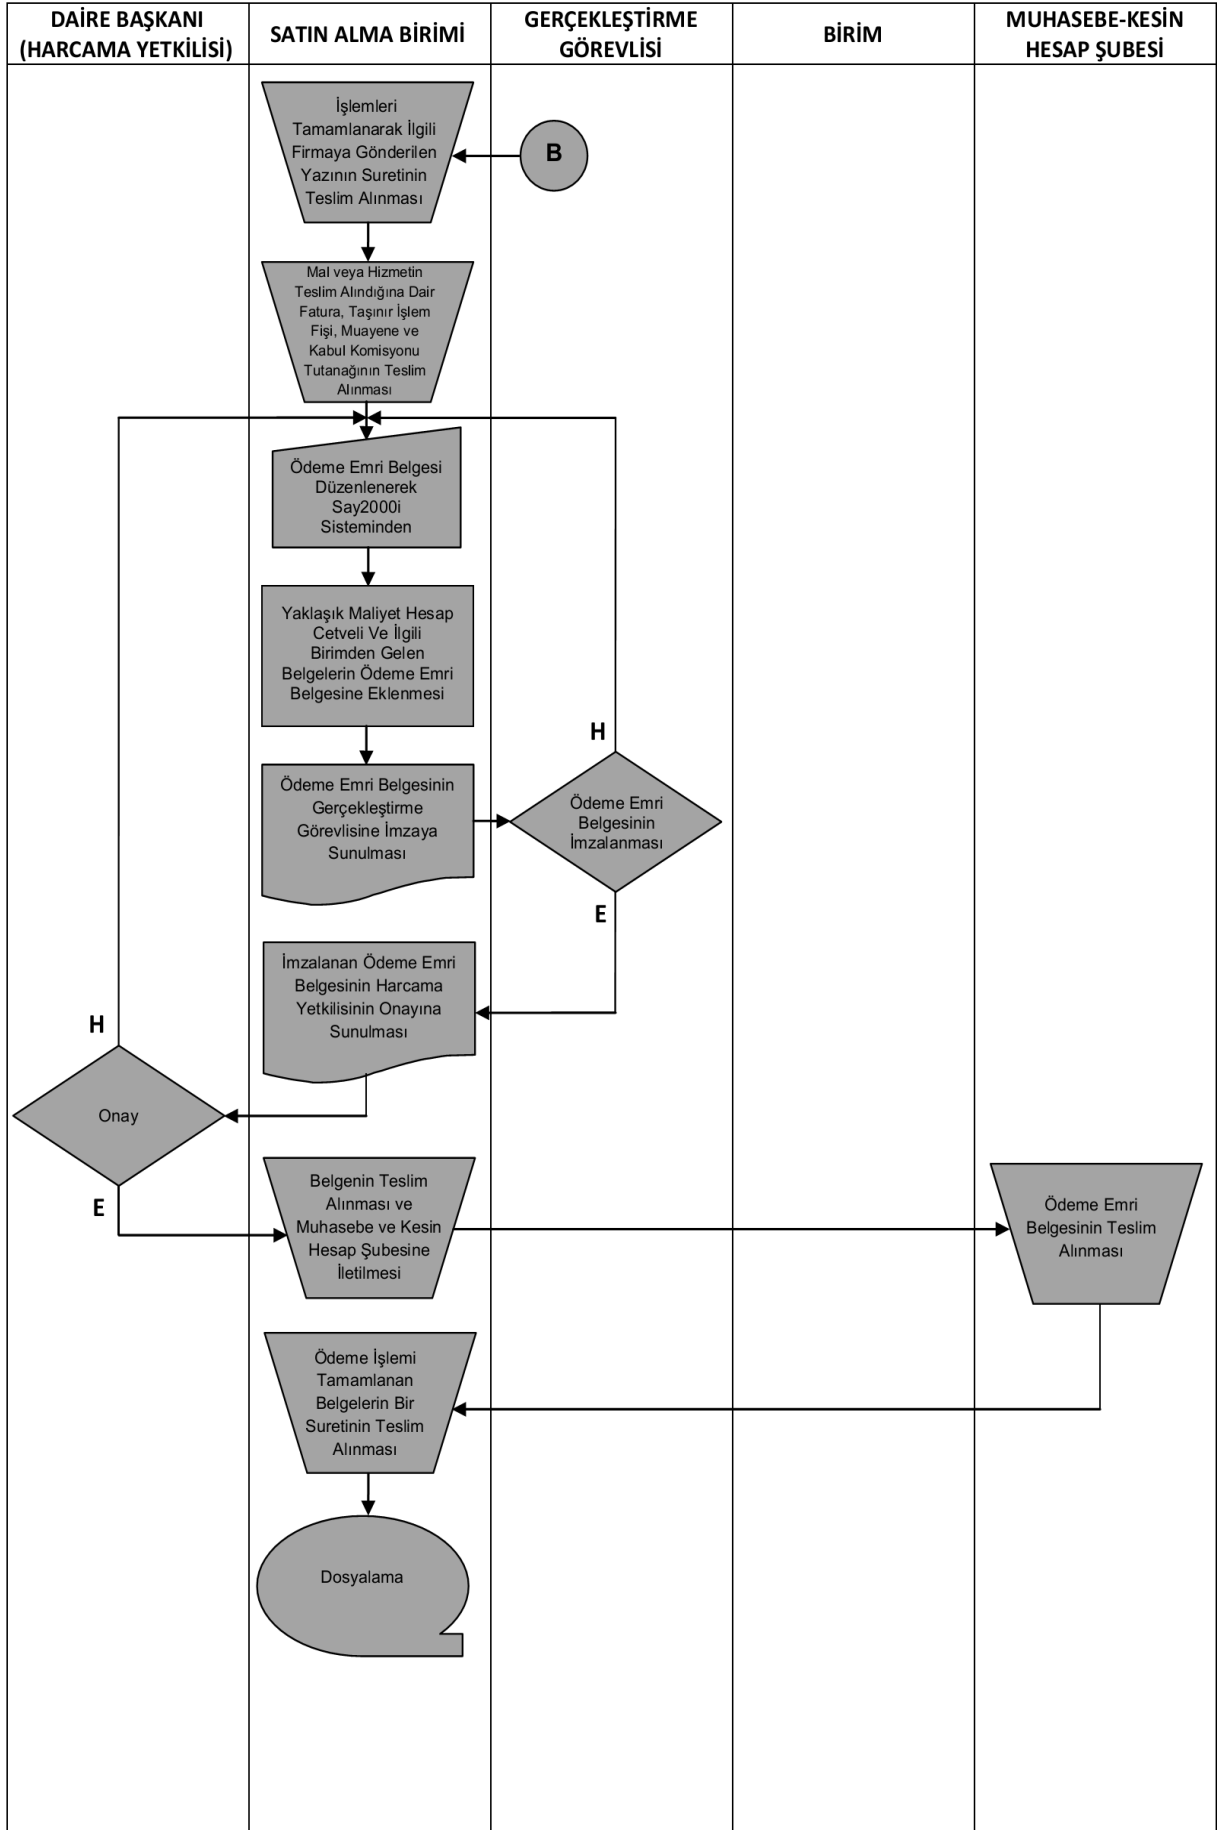 DAİRE BAŞKANI
(HARCAMA YETKİLİSİ)
SATIN ALMA BİRİMİ
GERÇEKLEŞTİRME
GÖREVLİSİ
BİRİM
MUHASEBE-KESİN
HESAP ŞUBESİ
İşlemleri
Tamamlanarak İlgili
Firmaya Gönderilen
Yazının Suretinin
Teslim Alınması
B
Mal veya Hizmetin
Teslim Alındığına Dair
Fatura, Taşınır İşlem
Fişi, Muayene ve
Kabul Komisyonu
Tutanağının Teslim
Alınması
Ödeme Emri Belgesi
Düzenlenerek
Say2000i
Sisteminden
Yaklaşık Maliyet Hesap
Cetveli Ve İlgili
Birimden Gelen
Belgelerin Ödeme Emri
Belgesine Eklenmesi
H
Ödeme Emri Belgesinin
Gerçekleştirme
Görevlisine İmzaya
Sunulması
Ödeme Emri
Belgesinin
İmzalanması
E
İmzalanan Ödeme Emri
Belgesinin Harcama
Yetkilisinin Onayına
Sunulması
H
Onay
E
Belgenin Teslim
Alınması ve
Muhasebe ve Kesin
Hesap Şubesine
İletilmesi
Ödeme Emri
Belgesinin Teslim
Alınması
Ödeme İşlemi
Tamamlanan
Belgelerin Bir
Suretinin Teslim
Alınması
Dosyalama